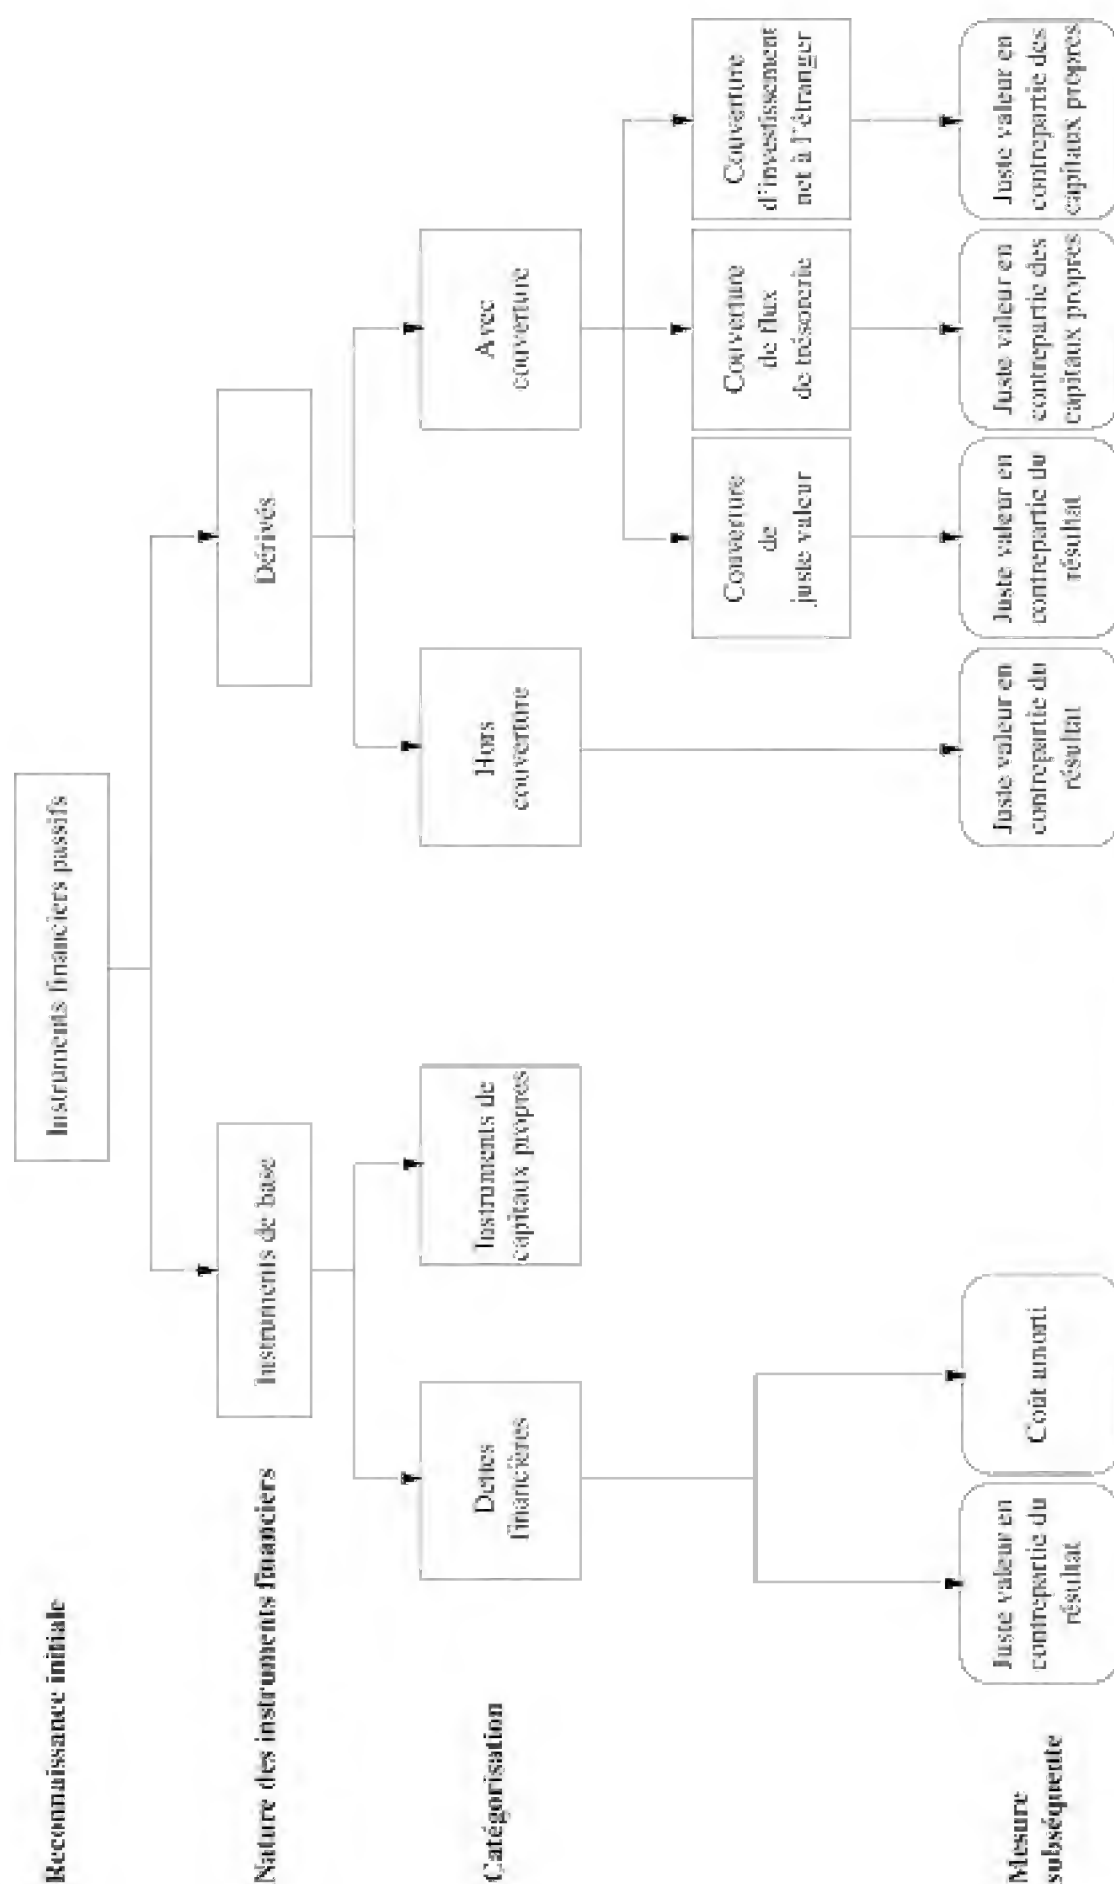 Reconnaissance initiale
Instruments financiers passifs
Nature des instruments financiers
Instruments de base
Dérivés
Catégorisation
Dettes
financières
Instruments de
capitaux propres
Hors
couverture
Avec
couverture
Couverture
de
juste valeur
Couverture
de flux
de trésorerie
Couverture
d'investissement
net à l'étranger
Mesure
subséquente
Juste valeur en
contrepartie du
résultat
Coût amorti
Juste valeur en
contrepartie du
résultat
Juste valeur en
contrepartie du
résultat
Juste valeur en
contrepartie des
capitaux propres
Juste valeur en
contrepartie des
capitaux propres